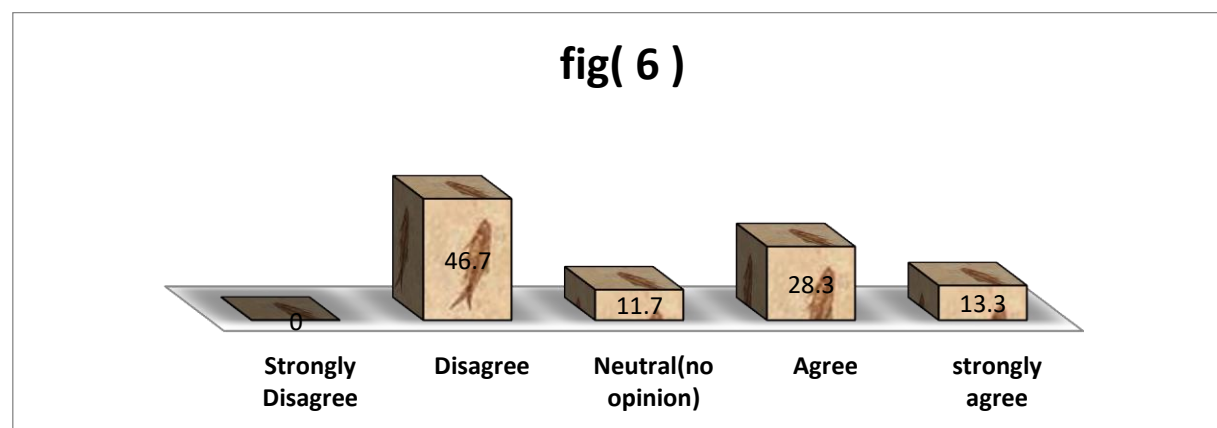 fig( 6 )
46.7
28.3
11.7
13.3
0
Strongly
Disagree
Disagree
Neutral(no
opinion)
Agree
strongly
agree